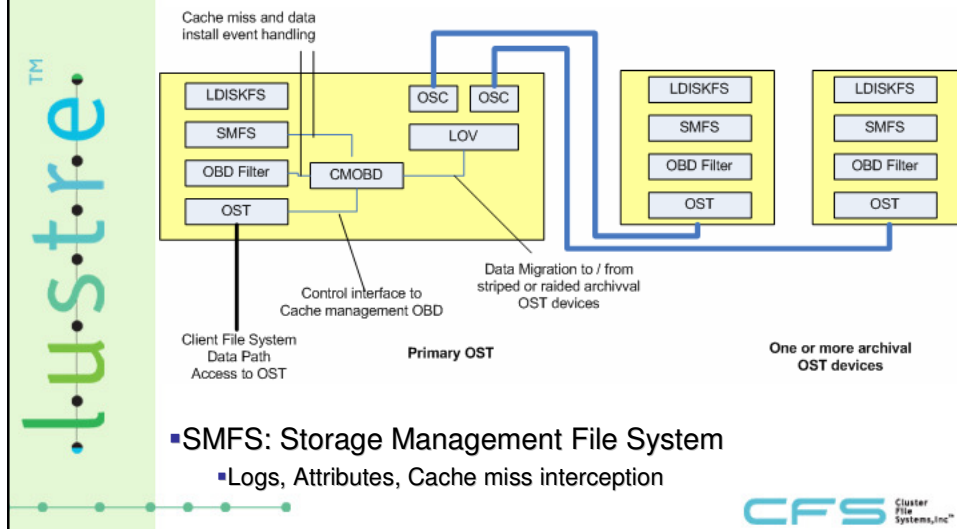 Cache miss and data
install event handling
lustre™
LDISKFS
SMFS
OBD Filter
OST
CMOBD
OSC
OSC
LOV
LDISKFS
SMFS
OBD Filter
OST
LDISKFS
SMFS
OBD Filter
OST
Control interface to
Cache management OBD
Data Migration to / from
striped or raided archivval
OST devices
Client File System
Data Path
Access to OST
Primary OST
One or more archival
OST devices
▪SMFS: Storage Management File System
▪Logs, Attributes, Cache miss interception
CFS
Cluster
File
Systems,Inc™